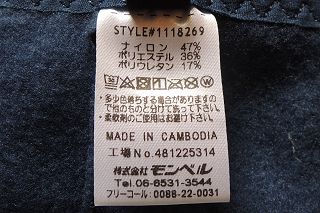 STYLE#1118269
ナイロン 47%
ポリエステル 36%
ポリウレタン 17%
・多少色落ちする場合がありますので他のものと分けて洗って下さい。
・柔軟剤のご使用はお避け下さい。
MADE IN CAMBODIA
工場No.481225314
株式会社モンベル
Tel.06-6531-3544
フリーコール:0088-22-0031